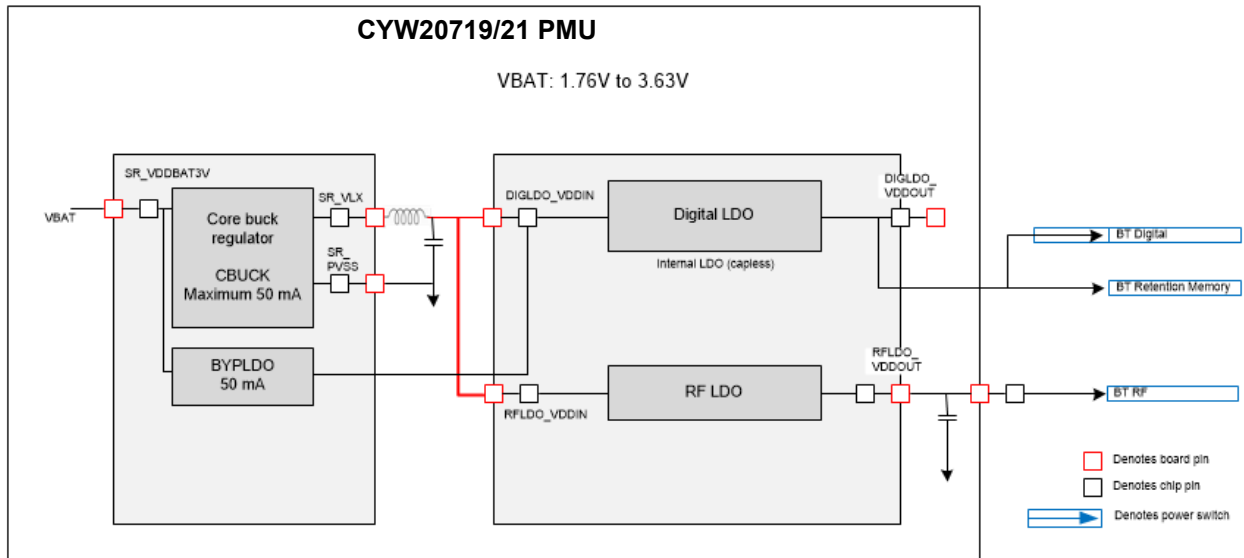 CYW20719/21 PMU
VBAT: 1.76V to 3.63V
SR_VDDBAT3V
VBAT
Core buck
regulator
CBUCK
Maximum 50 mA
SR_VLX
SR_
PVSS
BYPLDO
50 mA
DIGLDO_VDDIN
Digital LDO
Internal LDO (capless)
DIGLDO_
VDDOUT
RFLDO_VDDIN
RF LDO
RFLDO_
VDDOUT
BT Digital
BT Retention Memory
BT RF
Denotes board pin
Denotes chip pin
Denotes power switch